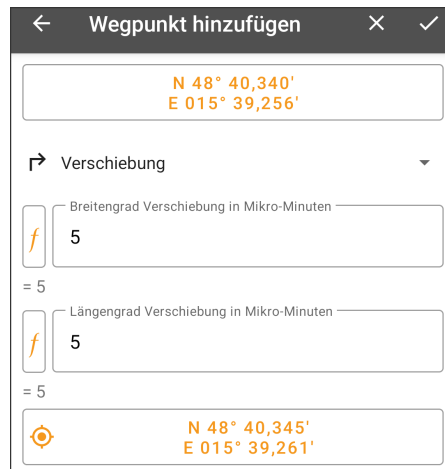 Wegpunkt hinzufügen
N 48° 40,340'
E 015° 39,256'
Verschiebung
Breitengrad Verschiebung in Mikro-Minuten
f
5
= 5
Längengrad Verschiebung in Mikro-Minuten
f
5
= 5
N 48° 40,345'
E 015° 39,261'